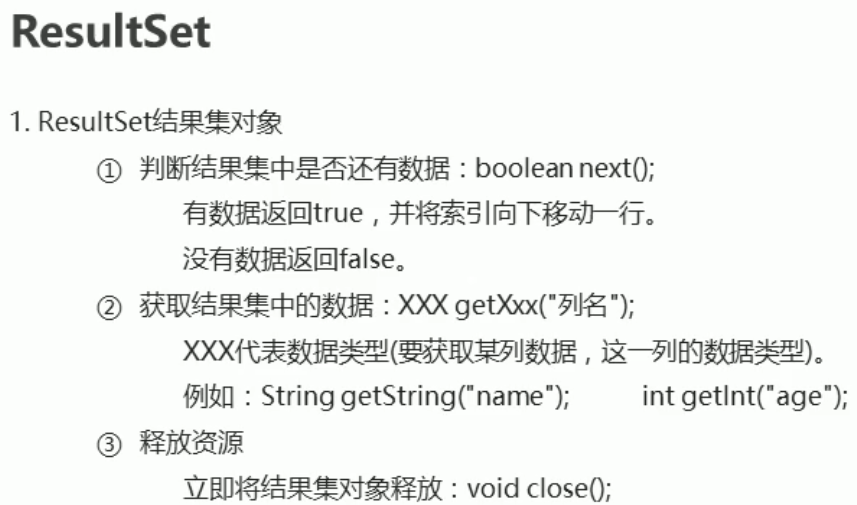 ResultSet
1. ResultSet结果集对象
① 判断结果集中是否还有数据：boolean next();
有数据返回true，并将索引向下移动一行。
没有数据返回false。
② 获取结果集中的数据：XXX getXxx("列名");
XXX代表数据类型(要获取某列数据，这一列的数据类型)。
例如：String getString("name"); int getInt("age");
③ 释放资源
立即将结果集对象释放：void close();